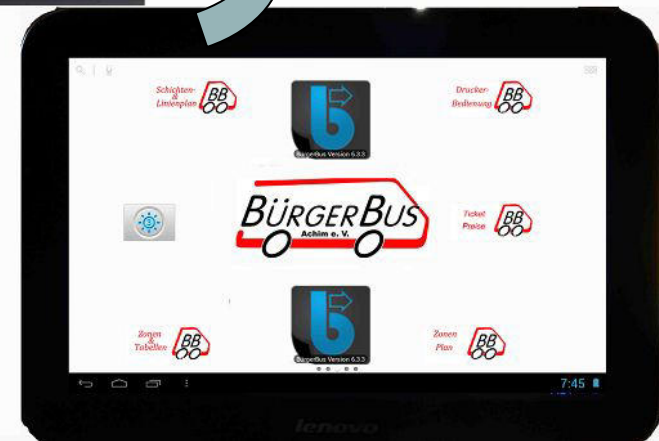 Schichten-
&
Linienplan
BB
BürgerBus Version 6.3.3
Drucker-
Bedienung
BB
BÜRGERBUS
Achim e. V.
Ticket
Preise
BB
Zonen
&
Tabellen
BB
BürgerBus Version 6.3.3
Zonen
Plan
BB
7:45
lenovo